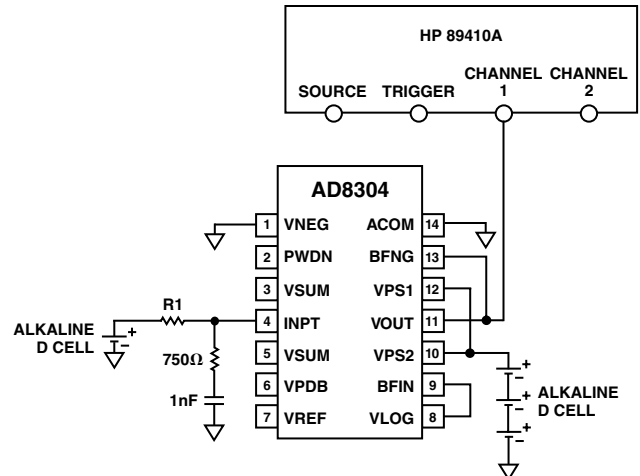 HP 89410A
SOURCE TRIGGER CHANNEL 1 CHANNEL 2
AD8304
1 VNEG ACOM 14
2 PWDN BFNG 13
3 VSUM VPS1 12
4 INPT VOUT 11
5 VSUM VPS2 10
6 VPDB BFIN 9
7 VREF VLOG 8
R1
ALKALINE
D CELL
+
–
750Ω
1nF
+
–
+
–
+
–
ALKALINE
D CELL